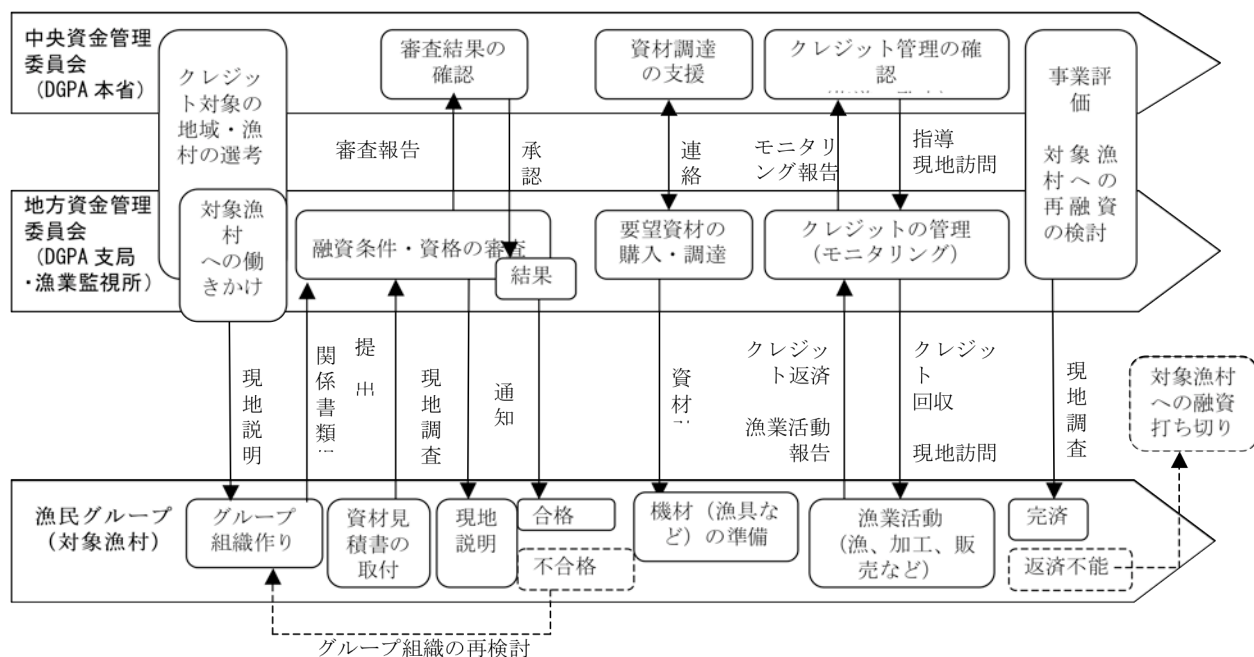 中央資金管理
委員会
（DGPA 本省）
クレジッ
ト対象の
地域・漁
村の選考
審査結果の
確認
資材調達
の支援
クレジット管理の確
認
事業評
価
対象漁
村への
再融資
の検討
審査報告
承認
連絡
モニタリ
ング報告
指導
現地訪問
地方資金管理
委員会
（DGPA 支局
・漁業監視所）
対象漁
村
への働
きかけ
融資条件・資格の審査
結果
要望資材の
購入・調達
クレジットの管理
（モニタリング）
現地説明
関係書類
提出
現地調査
通知
資材
クレジッ
ト返済
漁業活動
報告
クレジッ
ト
回収
現地訪問
現地調査
対象漁村
への融資
打ち切り
漁民グループ
（対象漁村）
グループ
組織作り
資材見
積書の
取付
現地
説明
合格
不合格
機材（漁具な
ど）の準備
漁業活動
（漁、加工、販
売など）
完済
返済不能
グループ組織の再検討